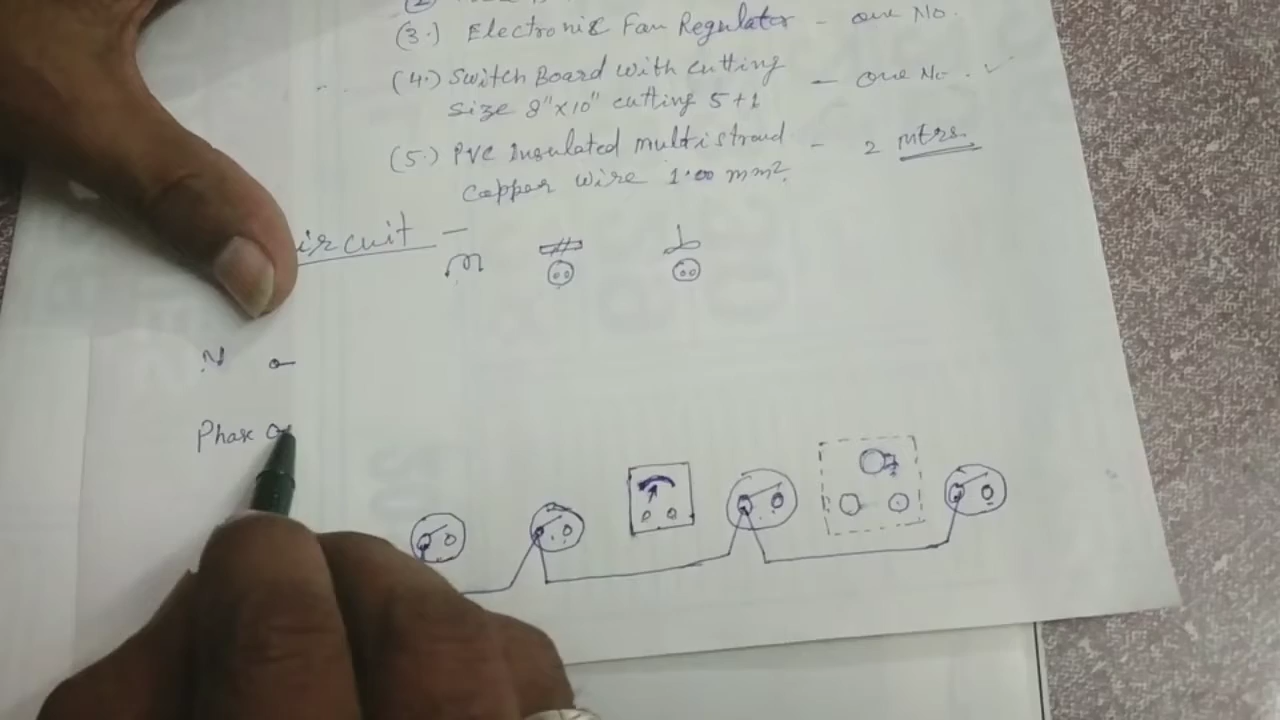 (3.) Electronic Fan Regulator - one No.
(4.) Switch Board with cutting - one No. ✓
size 8"x10" cutting 5+1
(5.) PVC Insulated multistrand - 2 mtrs.
Copper wire 1.00 mm².
ircuit -
N
Phase